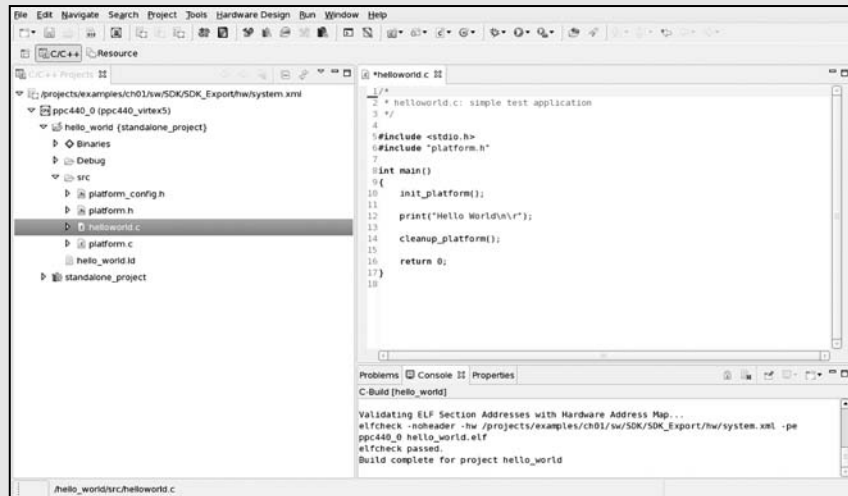 File Edit Navigate Search Project Tools Hardware Design Run Window Help
C/C++ Resource
C/C++ Projects
/projects/examples/ch01/sw/SDK/SDK_Export/hw/system.xml
ppc440_0 (ppc440_virtex5)
hello_world {standalone_project}
Binaries
Debug
src
platform_config.h
platform.h
helloworld.c
platform.c
hello_world.ld
standalone_project
*helloworld.c
1 /*
2 * helloworld.c: simple test application
3 */
4
5 #include <stdio.h>
6 #include "platform.h"
7
8 int main()
9 {
10 init_platform();
11
12 print("Hello World\n\r");
13
14 cleanup_platform();
15
16 return 0;
17 }
18
Problems Console Properties
C-Build [hello_world]
Validating ELF Section Addresses with Hardware Address Map...
elfcheck -noheader -hw /projects/examples/ch01/sw/SDK/SDK_Export/hw/system.xml -pe
ppc440_0 hello_world.elf
elfcheck passed.
Build complete for project hello_world
/hello_world/src/helloworld.c